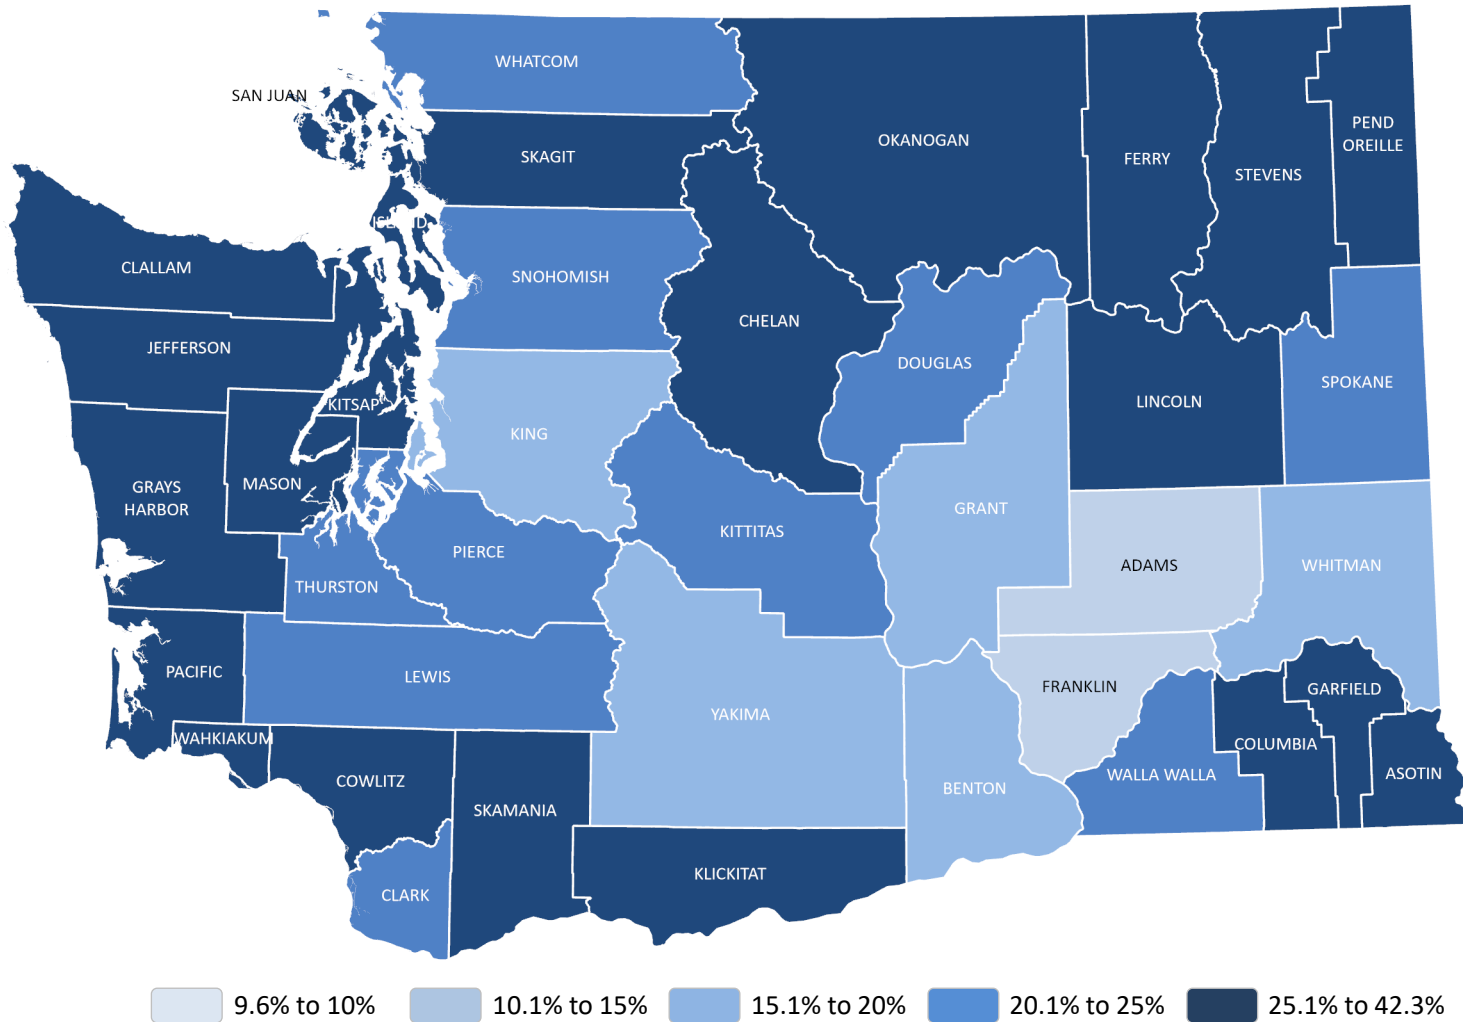 WHATCOM
SAN JUAN
SKAGIT
OKANOGAN
FERRY
STEVENS
PEND
OREILLE
ISLAND
CLALLAM
SNOHOMISH
CHELAN
JEFFERSON
DOUGLAS
SPOKANE
KITSAP
LINCOLN
KING
MASON
GRAYS
HARBOR
GRANT
KITTITAS
PIERCE
ADAMS
WHITMAN
THURSTON
PACIFIC
LEWIS
FRANKLIN
GARFIELD
YAKIMA
WAHKIAKUM
COLUMBIA
COWLITZ
WALLA WALLA
ASOTIN
BENTON
SKAMANIA
KLICKITAT
CLARK
9.6% to 10%
10.1% to 15%
15.1% to 20%
20.1% to 25%
25.1% to 42.3%